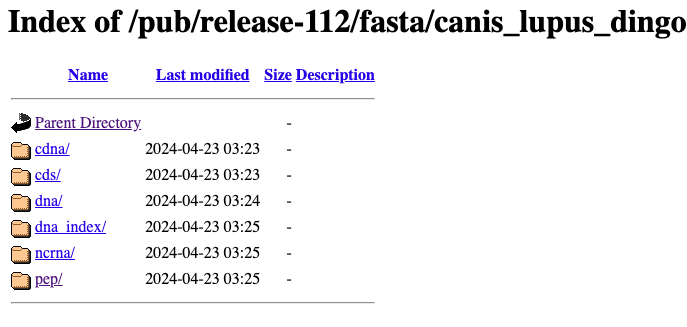 Index of /pub/release-112/fasta/canis_lupus_dingo
Name Last modified Size Description
Parent Directory -
cdna/ 2024-04-23 03:23 -
cds/ 2024-04-23 03:23 -
dna/ 2024-04-23 03:24 -
dna_index/ 2024-04-23 03:25 -
ncrna/ 2024-04-23 03:25 -
pep/ 2024-04-23 03:25 -